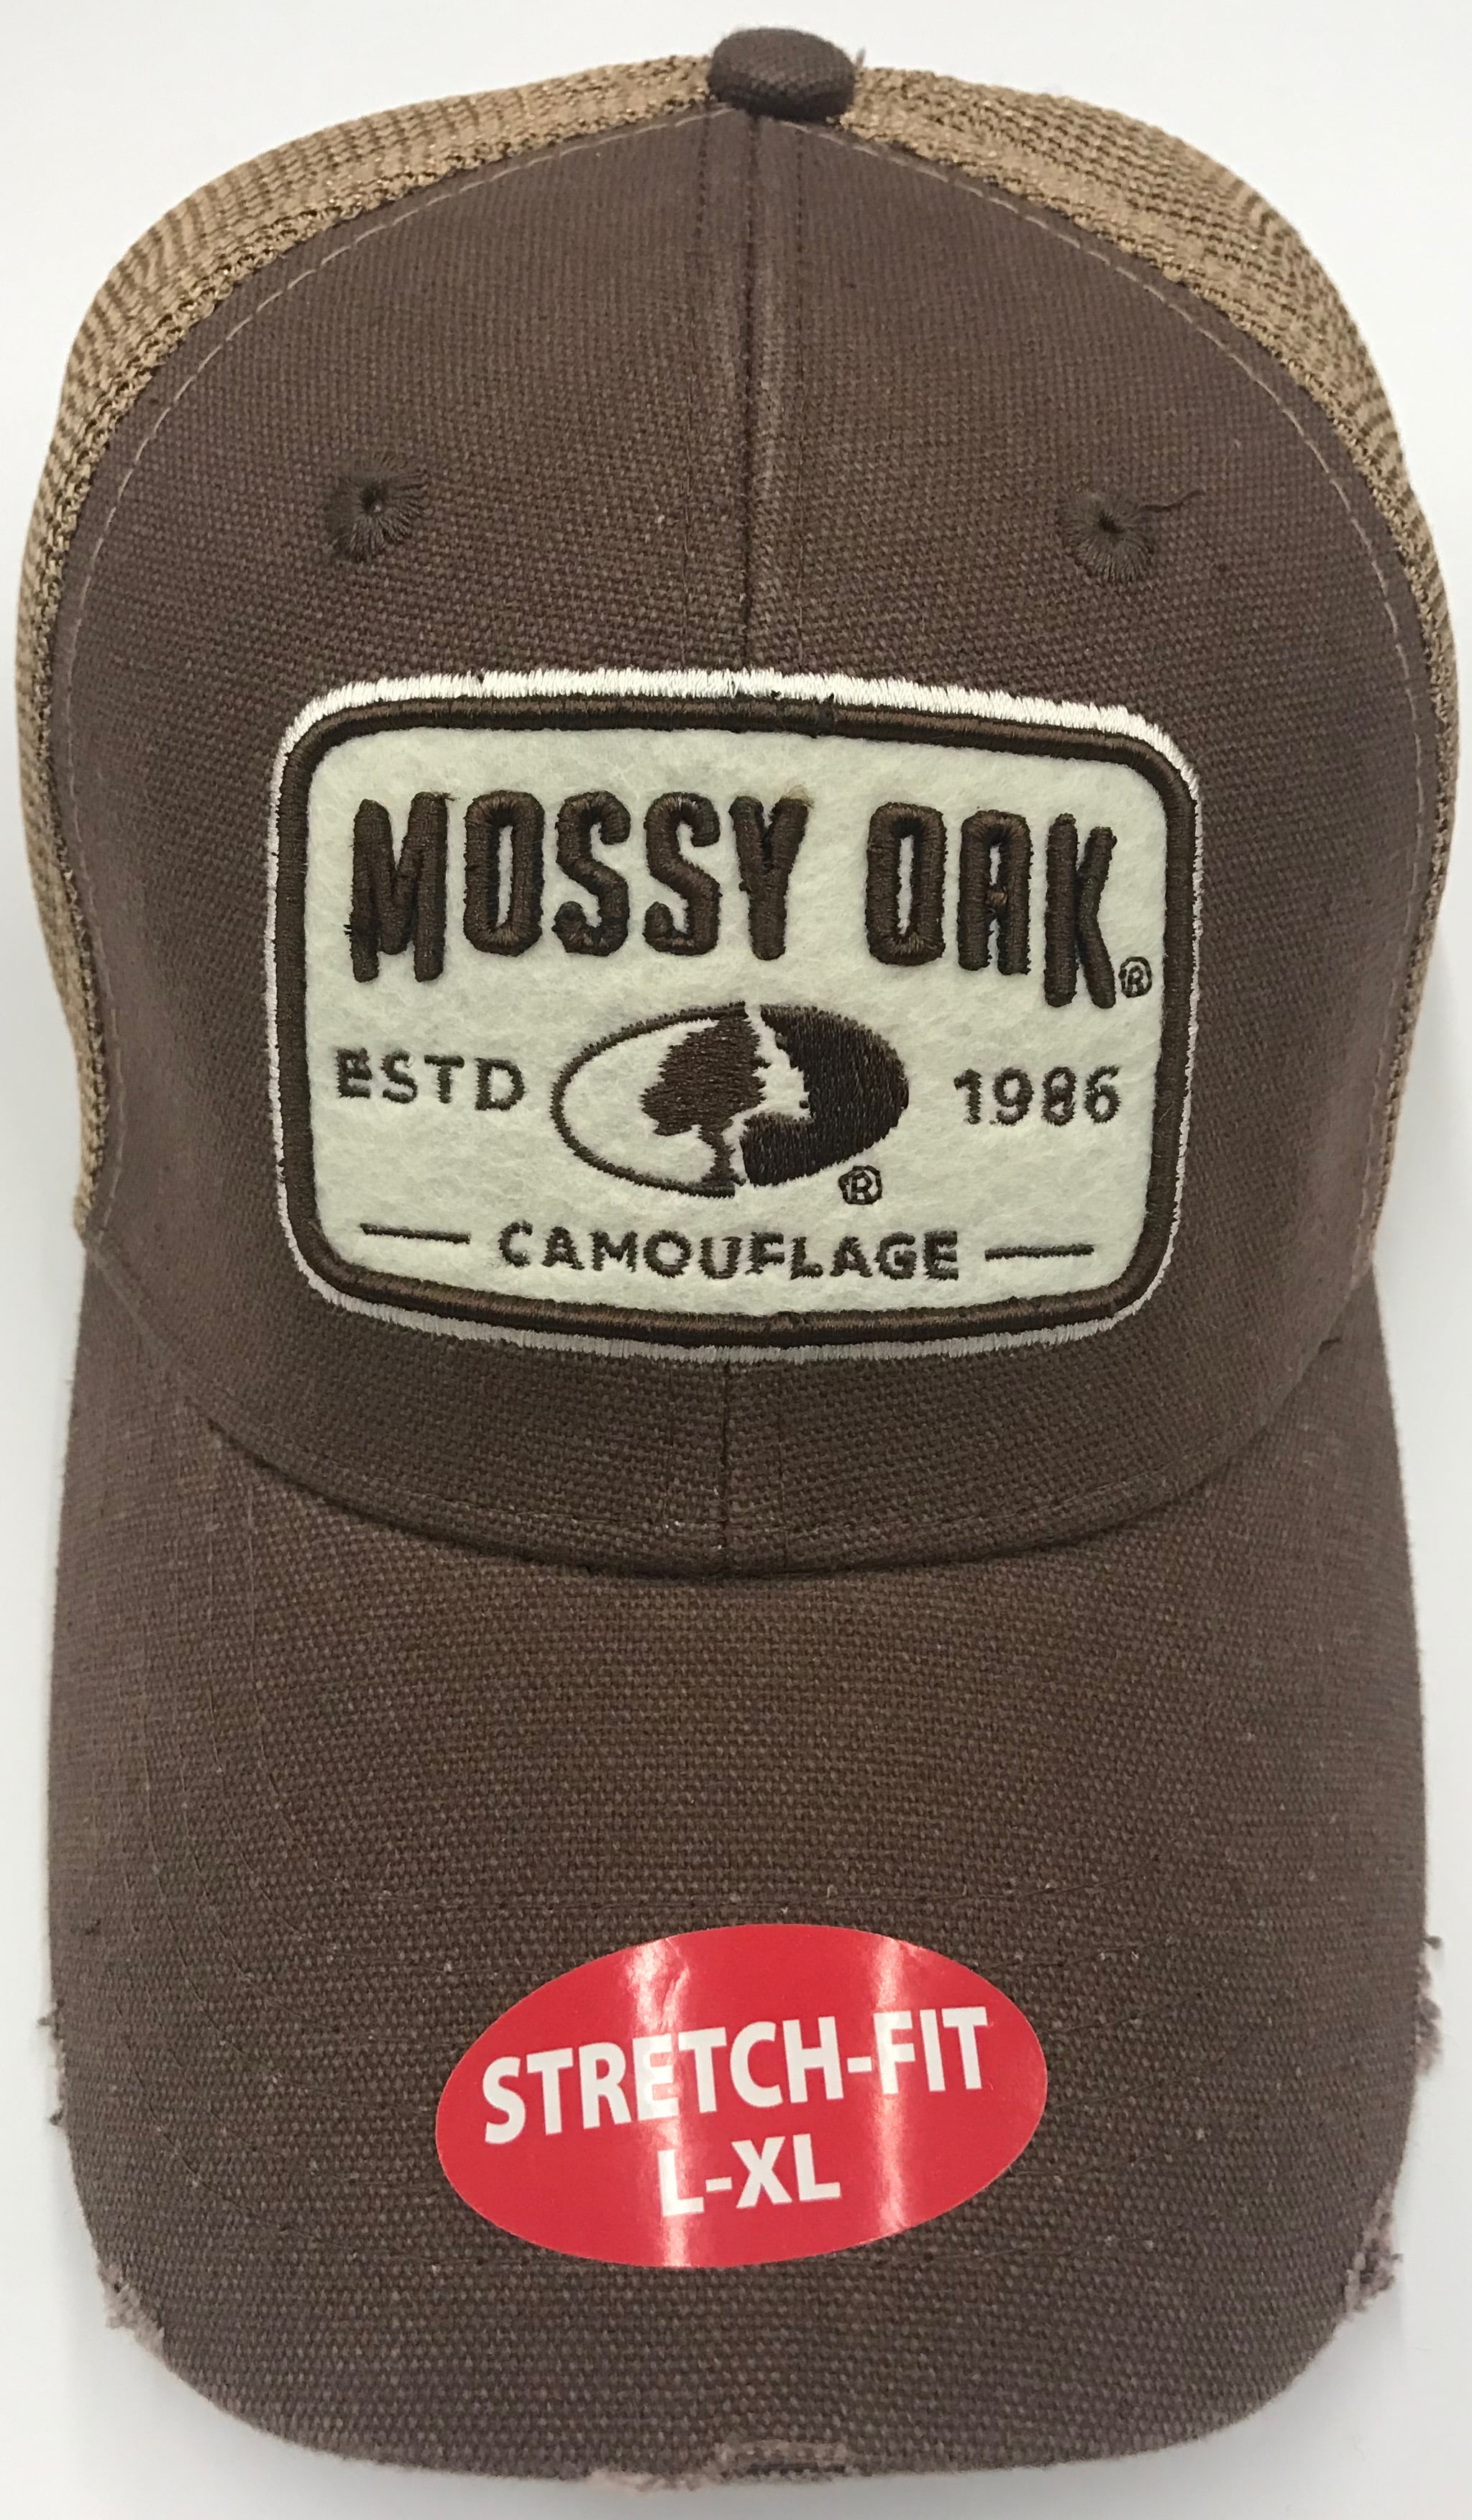 MOSSY OAK®
ESTD 1986
®
— CAMOUFLAGE —
STRETCH-FIT
L-XL